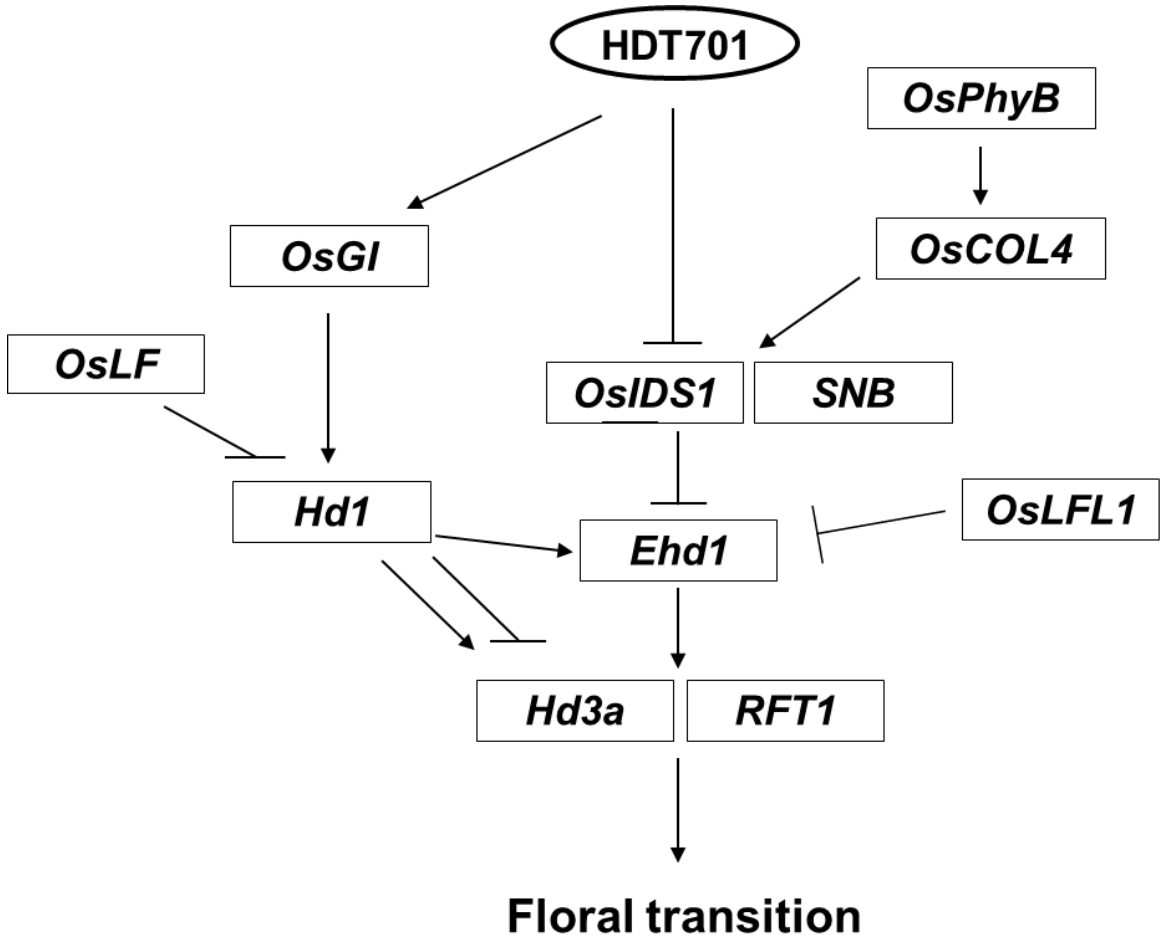 HDT701
OsPhyB
OsGI
OsCOL4
OsLF
OsIDS1
SNB
Hd1
OsLFL1
Ehd1
Hd3a
RFT1
Floral transition